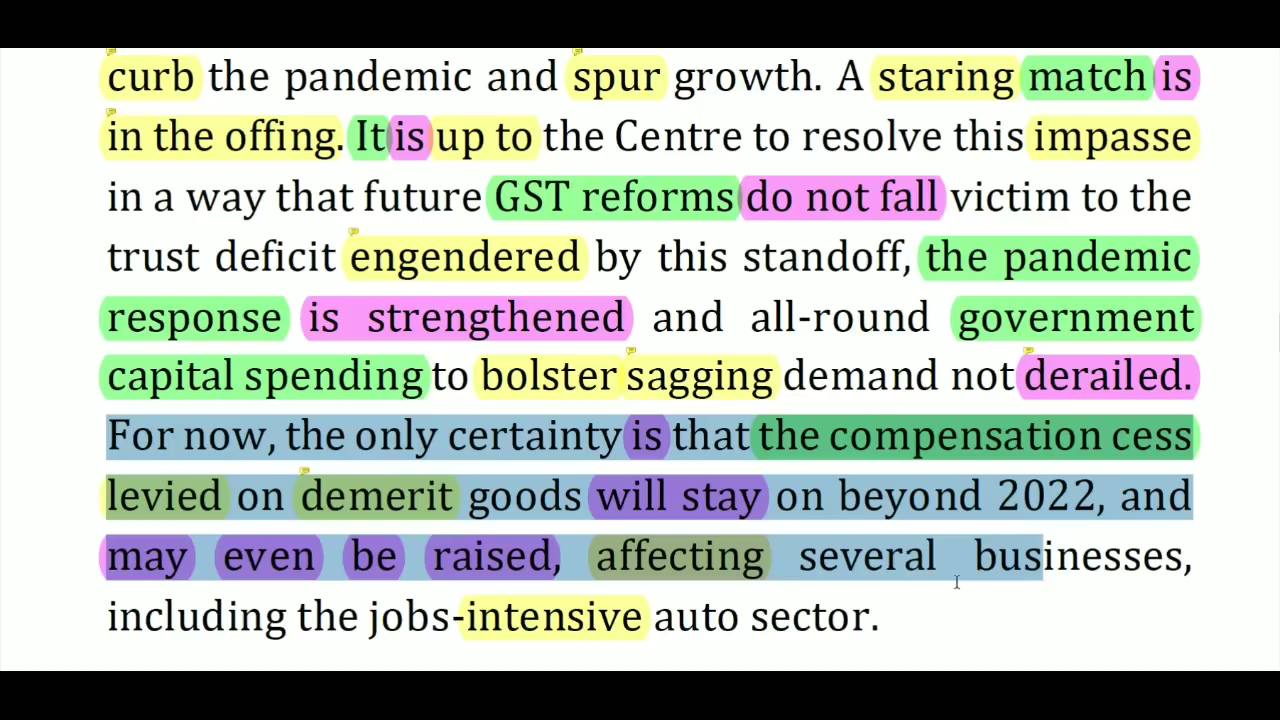 curb the pandemic and spur growth. A staring match is
in the offing. It is up to the Centre to resolve this impasse
in a way that future GST reforms do not fall victim to the
trust deficit engendered by this standoff, the pandemic
response is strengthened and all-round government
capital spending to bolster sagging demand not derailed.
For now, the only certainty is that the compensation cess
levied on demerit goods will stay on beyond 2022, and
may even be raised, affecting several businesses,
including the jobs-intensive auto sector.